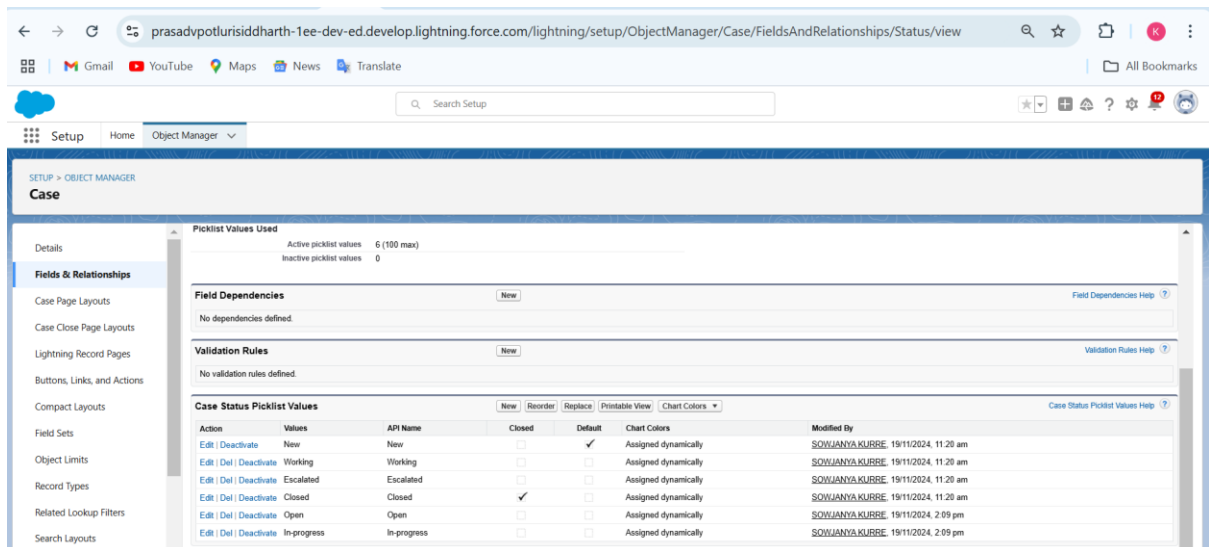 prasadvpotlurisiddharth-1ee-dev-ed.develop.lightning.force.com/lightning/setup/ObjectManager/Case/FieldsAndRelationships/Status/view K
Gmail YouTube Maps News Translate All Bookmarks
Search Setup 12
Setup Home Object Manager
SETUP > OBJECT MANAGER
Case
Details
Fields & Relationships
Case Page Layouts
Case Close Page Layouts
Lightning Record Pages
Buttons, Links, and Actions
Compact Layouts
Field Sets
Object Limits
Record Types
Related Lookup Filters
Search Layouts
Picklist Values Used
Active picklist values 6 (100 max)
Inactive picklist values 0
Field Dependencies New Field Dependencies Help ?
No dependencies defined.
Validation Rules New Validation Rules Help ?
No validation rules defined.
Case Status Picklist Values New Reorder Replace Printable View Chart Colors Case Status Picklist Values Help ?
Action Values API Name Closed Default Chart Colors Modified By
Edit | Deactivate New New Assigned dynamically SOWJANYA KURRE, 19/11/2024, 11:20 am
Edit | Del | Deactivate Working Working Assigned dynamically SOWJANYA KURRE, 19/11/2024, 11:20 am
Edit | Del | Deactivate Escalated Escalated Assigned dynamically SOWJANYA KURRE, 19/11/2024, 11:20 am
Edit | Del | Deactivate Closed Closed Assigned dynamically SOWJANYA KURRE, 19/11/2024, 11:20 am
Edit | Del | Deactivate Open Open Assigned dynamically SOWJANYA KURRE, 19/11/2024, 2:09 pm
Edit | Del | Deactivate In-progress In-progress Assigned dynamically SOWJANYA KURRE, 19/11/2024, 2:09 pm